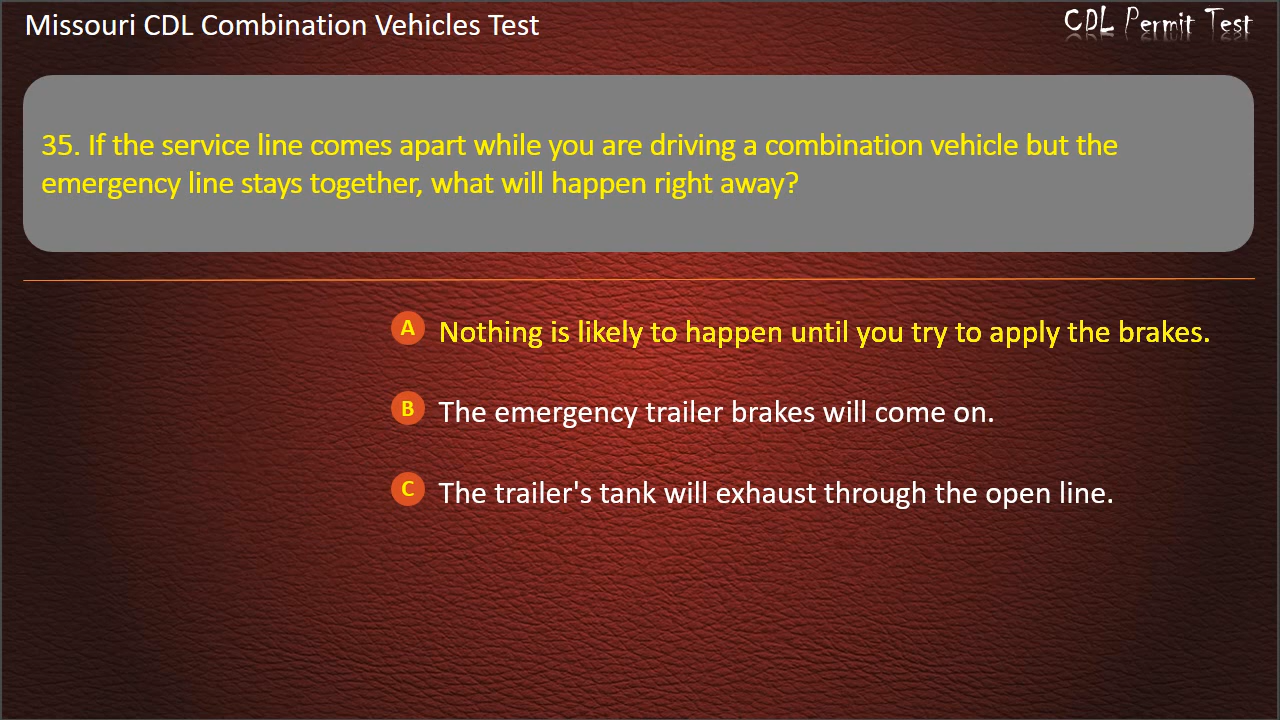 Missouri CDL Combination Vehicles Test
CDL Permit Test
35. If the service line comes apart while you are driving a combination vehicle but the
emergency line stays together, what will happen right away?
A Nothing is likely to happen until you try to apply the brakes.
B The emergency trailer brakes will come on.
C The trailer's tank will exhaust through the open line.